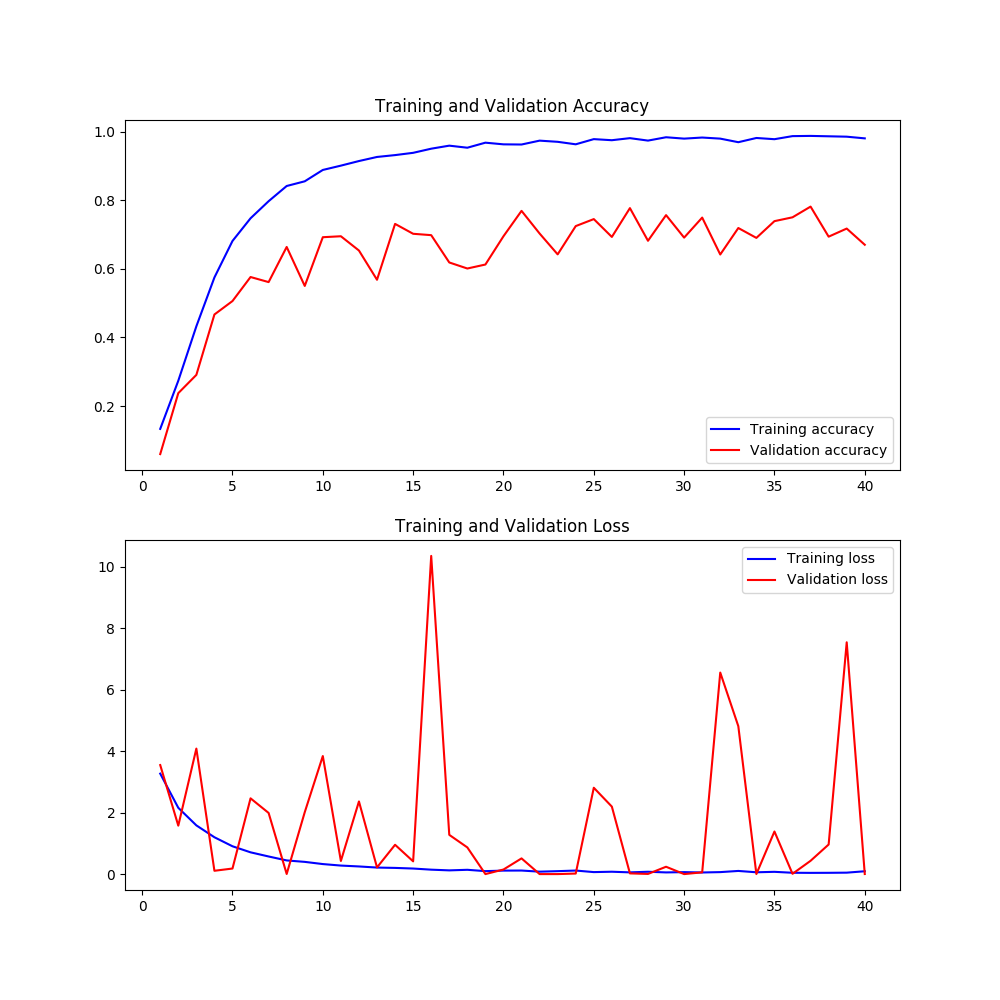 Training and Validation Accuracy
1.0
0.8
0.6
0.4
0.2
Training accuracy
Validation accuracy
0 5 10 15 20 25 30 35 40
Training and Validation Loss
Training loss
Validation loss
10
8
6
4
2
0
0 5 10 15 20 25 30 35 40